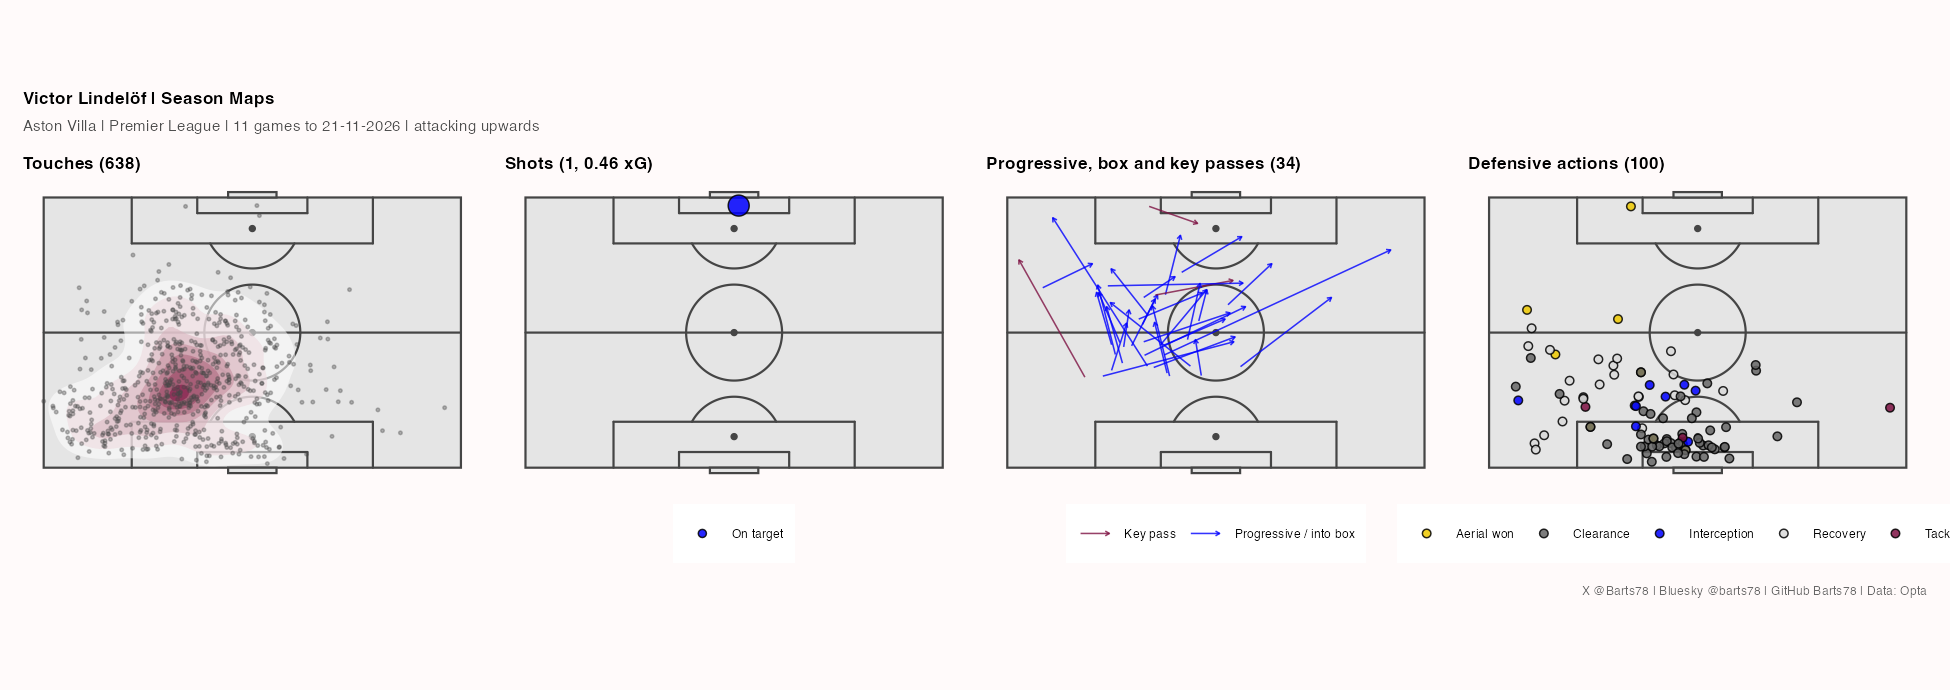 Victor Lindelöf | Season Maps
Aston Villa | Premier League | 11 games to 21-11-2026 | attacking upwards
Touches (638)
Shots (1, 0.46 xG)
Progressive, box and key passes (34)
Defensive actions (100)
On target
Key pass
Progressive / into box
Aerial won
Clearance
Interception
Recovery
Tack
X @Barts78 | Bluesky @barts78 | GitHub Barts78 | Data: Opta